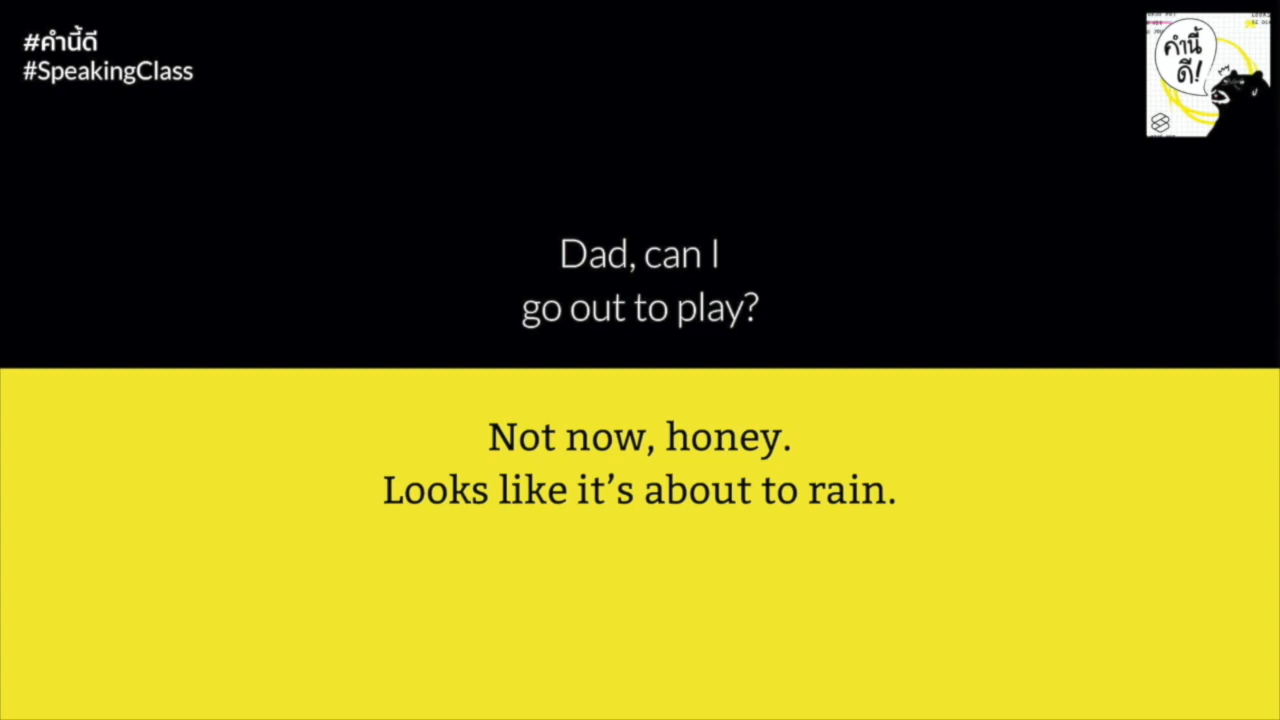 #คำนี้ดี
#SpeakingClass
คำนี้
ดี!
Dad, can I
go out to play?
Not now, honey.
Looks like it’s about to rain.